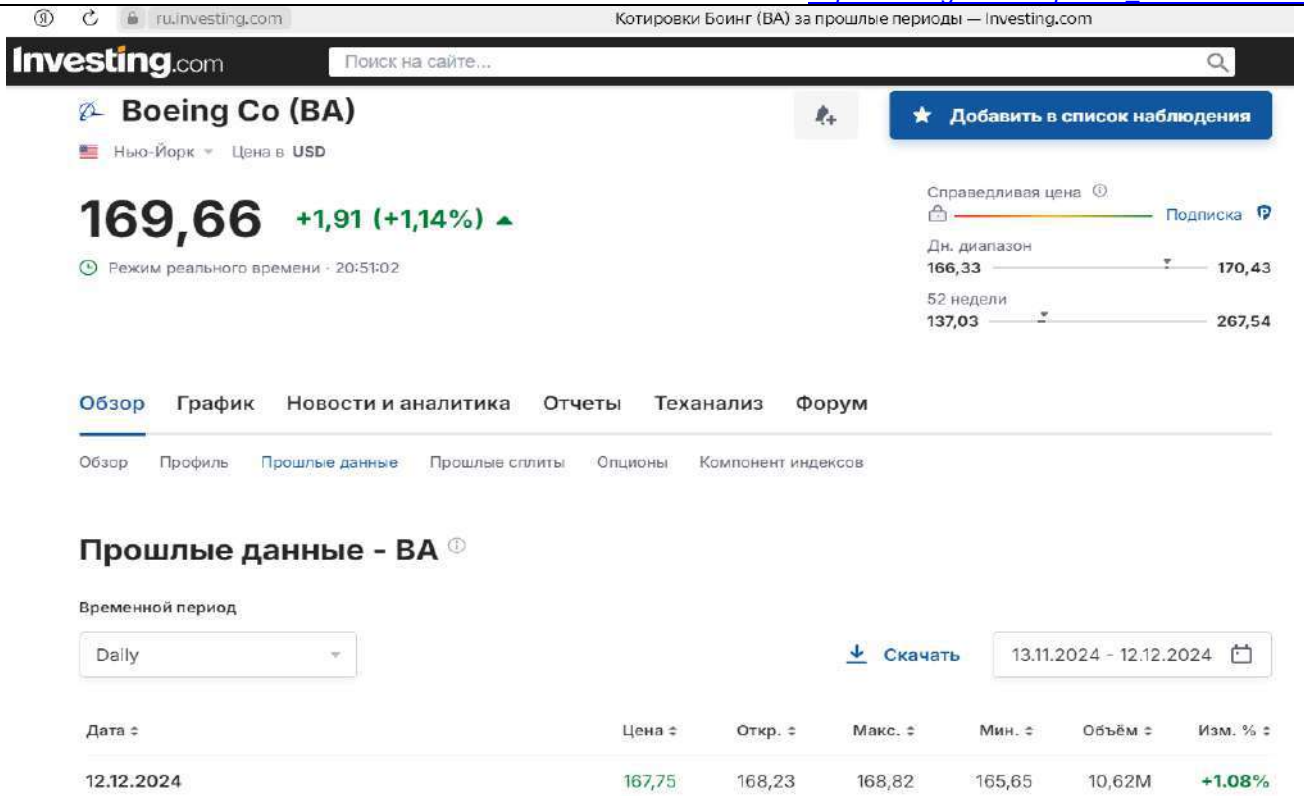 ru.investing.com Котировки Боинг (BA) за прошлые периоды — Investing.com
Investing.com Поиск на сайте...
Boeing Co (BA)
Добавить в список наблюдения
Нью-Йорк Цена в USD
169,66 +1,91 (+1,14%)
Справедливая цена
Подписка
Режим реального времени · 20:51:02
Дн. диапазон
166,33 170,43
52 недели
137,03 267,54
Обзор График Новости и аналитика Отчеты Теханализ Форум
Обзор Профиль Прошлые данные Прошлые сплиты Опционы Компонент индексов
Прошлые данные - BA
Временной период
Daily Скачать 13.11.2024 - 12.12.2024
Дата Цена Откр. Макс. Мин. Объём Изм. %
12.12.2024 167,75 168,23 168,82 165,65 10,62M +1.08%